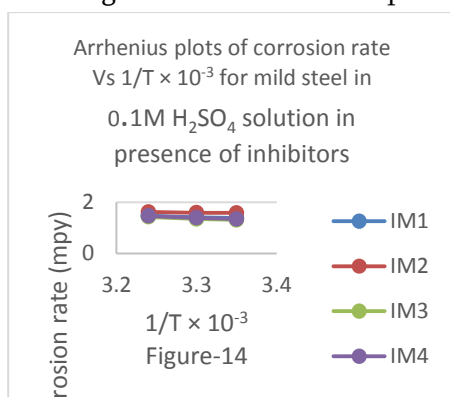 Arrhenius plots of corrosion rate
Vs 1/T × 10⁻³ for mild steel in
0.1M H₂SO₄ solution in
presence of inhibitors
2
0
3.2 3.3 3.4
rosion rate (mpy)
1/T × 10⁻³
Figure-14
IM1
IM2
IM3
IM4